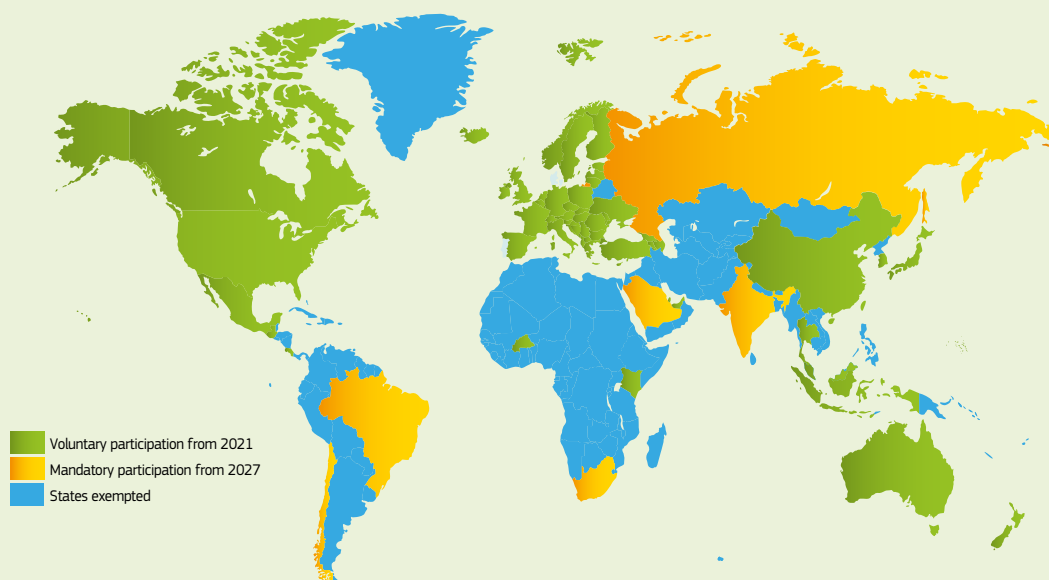 Voluntary participation from 2021
Mandatory participation from 2027
States exempted